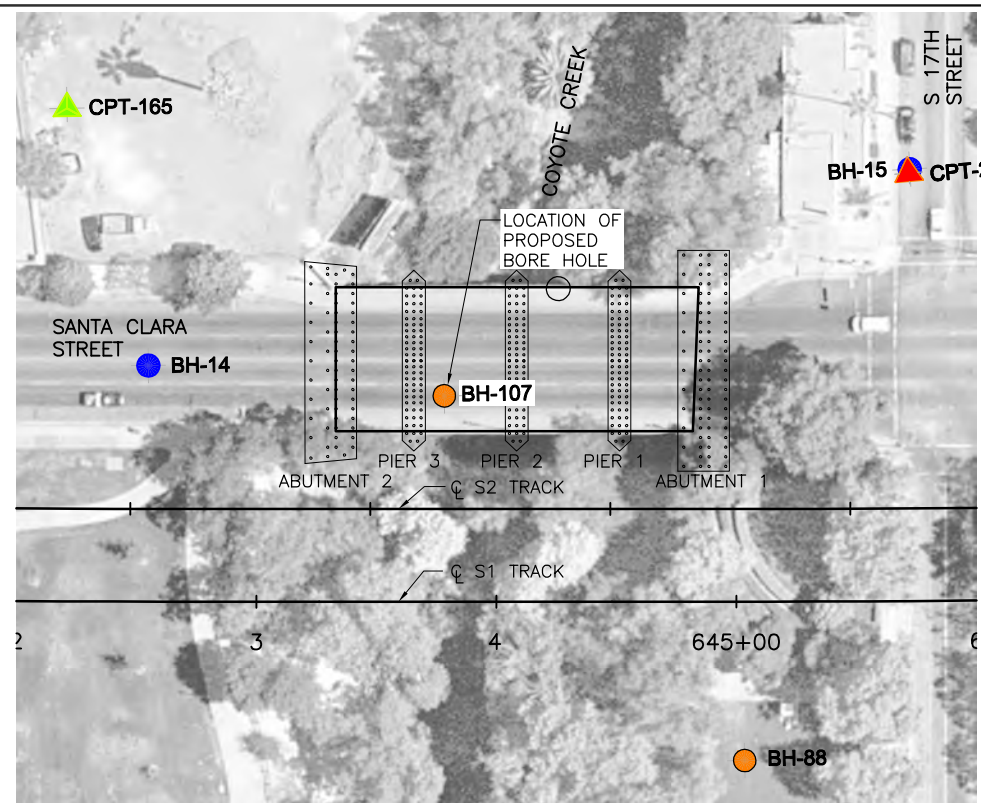 S 17TH
STREET
CPT-165
COYOTE CREEK
BH-15
LOCATION OF
PROPOSED
BORE HOLE
SANTA CLARA
STREET
BH-14
BH-107
PIER 3
PIER 2
PIER 1
ABUTMENT 2
ABUTMENT 1
℄ S2 TRACK
℄ S1 TRACK
3
4
645+00
BH-88